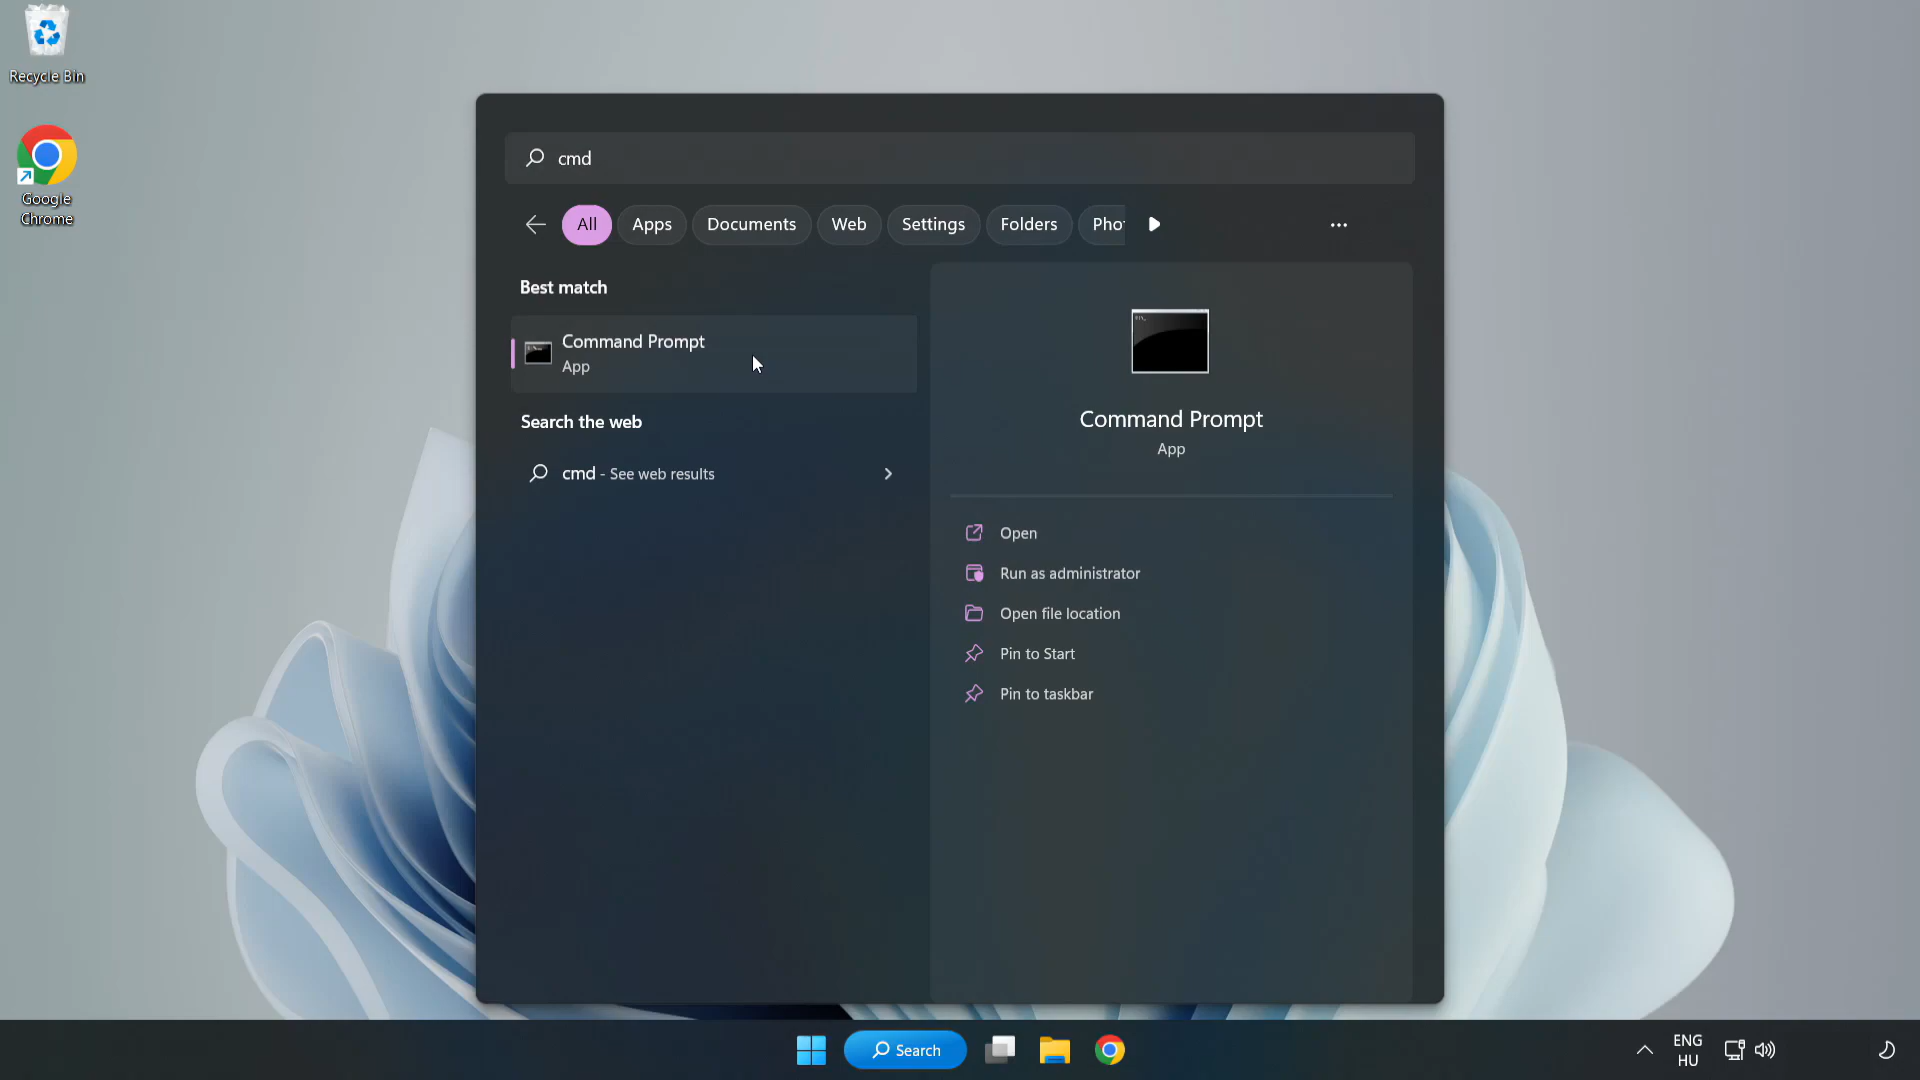 Recycle Bin
Google
Chrome
cmd
All
Apps
Documents
Web
Settings
Folders
Best match
Command Prompt
App
Search the web
cmd - See web results
Command Prompt
App
Open
Run as administrator
Open file location
Pin to Start
Pin to taskbar
Search
ENG
HU